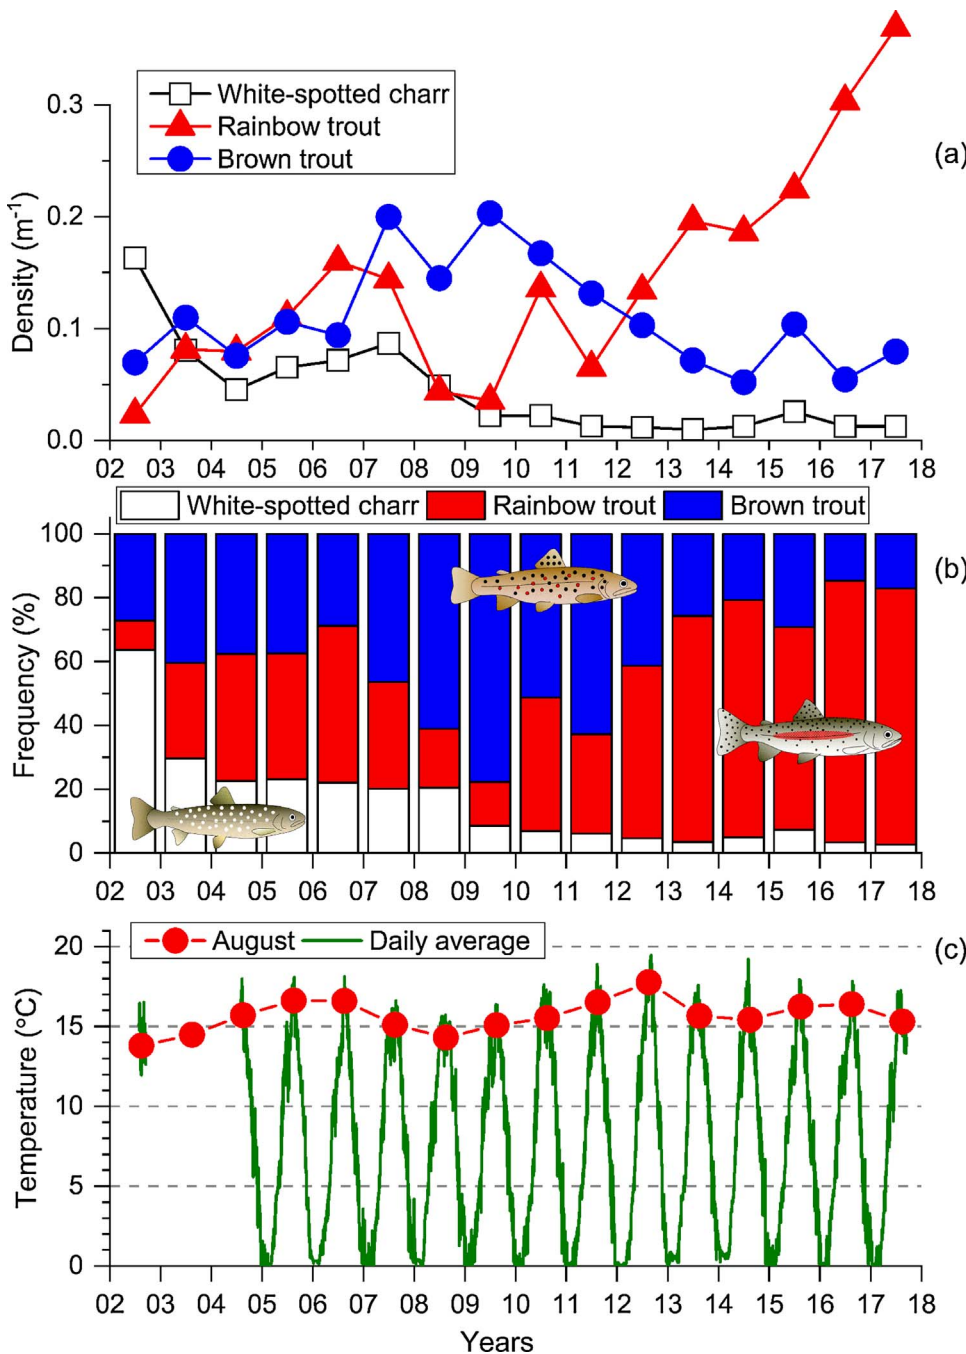 White-spotted charr
Rainbow trout
Brown trout
(a)
Density (m-1)
0.3
0.2
0.1
0.0
02 03 04 05 06 07 08 09 10 11 12 13 14 15 16 17 18
White-spotted charr Rainbow trout Brown trout
(b)
Frequency (%)
100
80
60
40
20
0
02 03 04 05 06 07 08 09 10 11 12 13 14 15 16 17 18
August Daily average
(c)
Temperature (°C)
20
15
10
5
0
02 03 04 05 06 07 08 09 10 11 12 13 14 15 16 17 18
Years